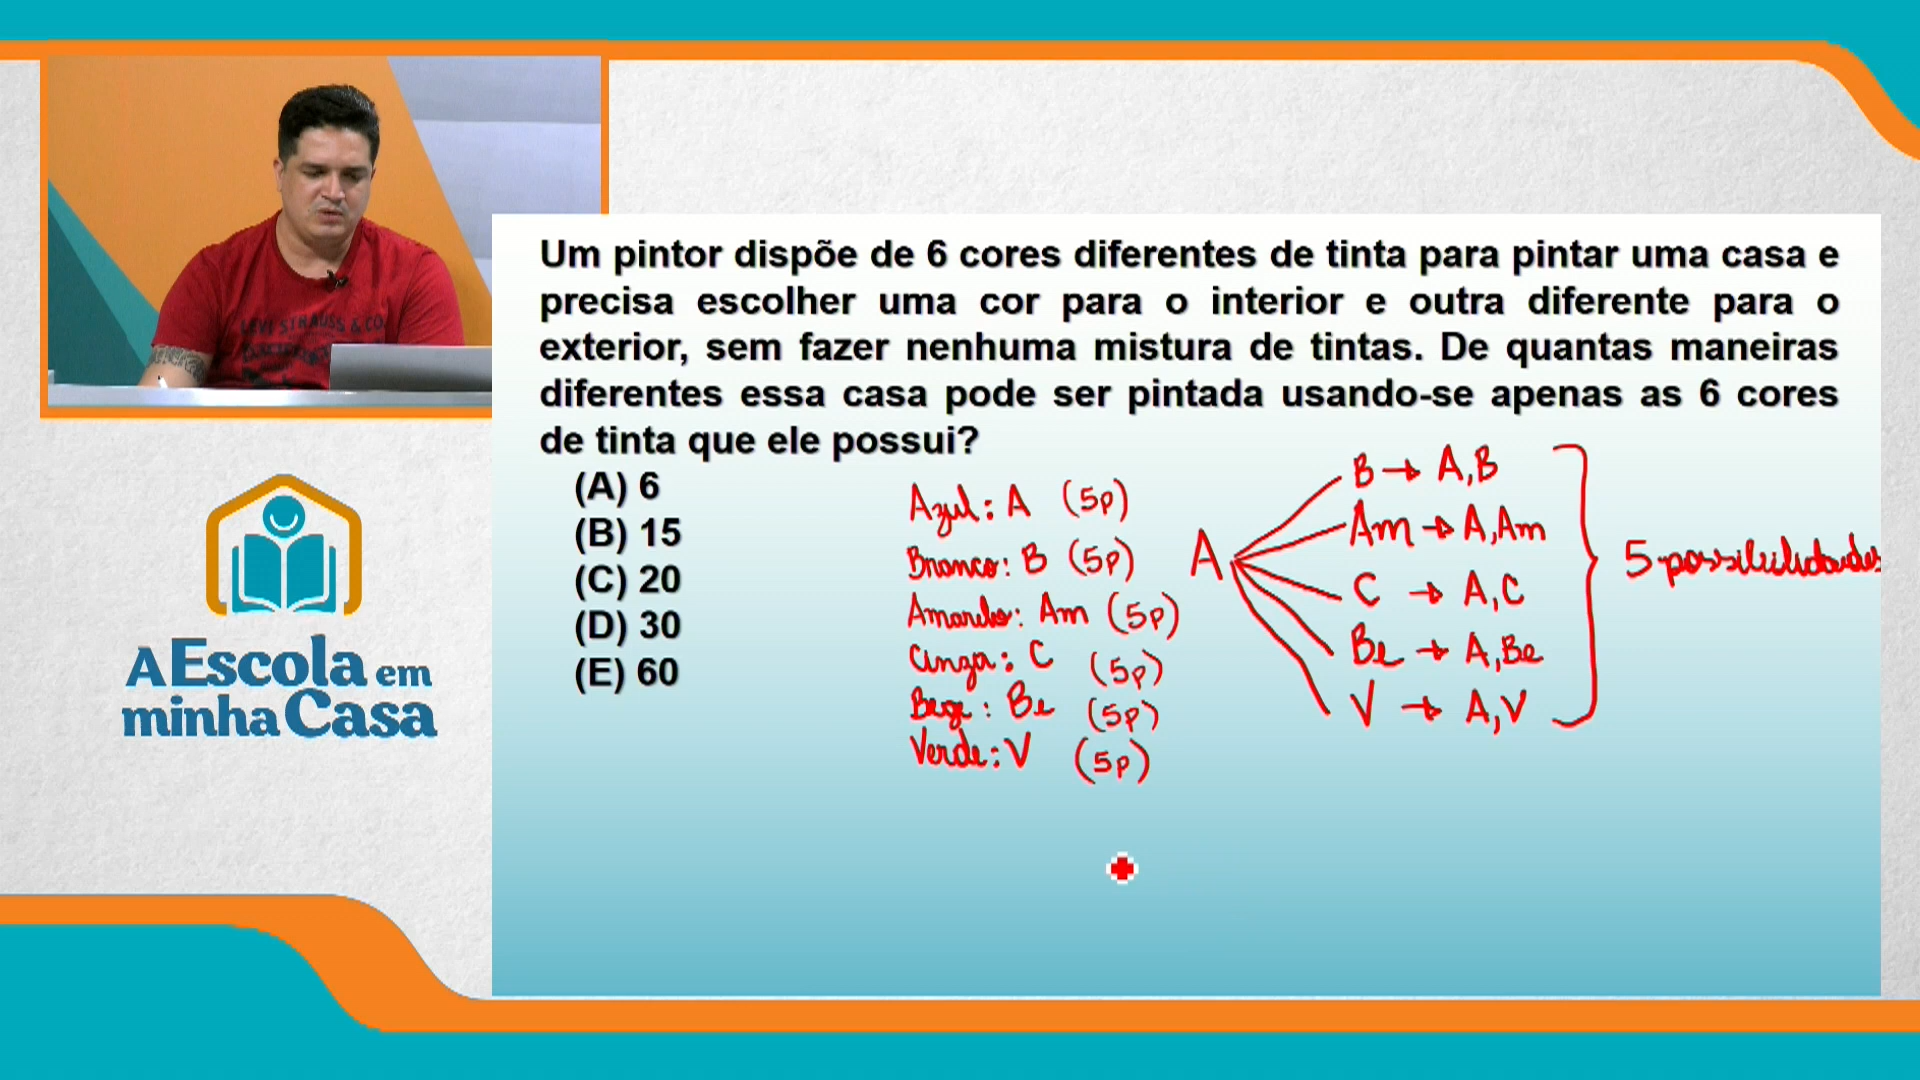 LEVI STRAUSS & CO
Um pintor dispõe de 6 cores diferentes de tinta para pintar uma casa e
precisa escolher uma cor para o interior e outra diferente para o
exterior, sem fazer nenhuma mistura de tintas. De quantas maneiras
diferentes essa casa pode ser pintada usando-se apenas as 6 cores
de tinta que ele possui?
(A) 6
(B) 15
(C) 20
(D) 30
(E) 60
Azul: A (5p)
Branco: B (5p)
Amarelo: Am (5p)
Cinza: C (5p)
Bege: Be (5p)
Verde: V (5p)
A
B → A,B
Am → A,Am
C → A,C
Be → A,Be
V → A,V
5 possibilidades
A Escola em
minha Casa